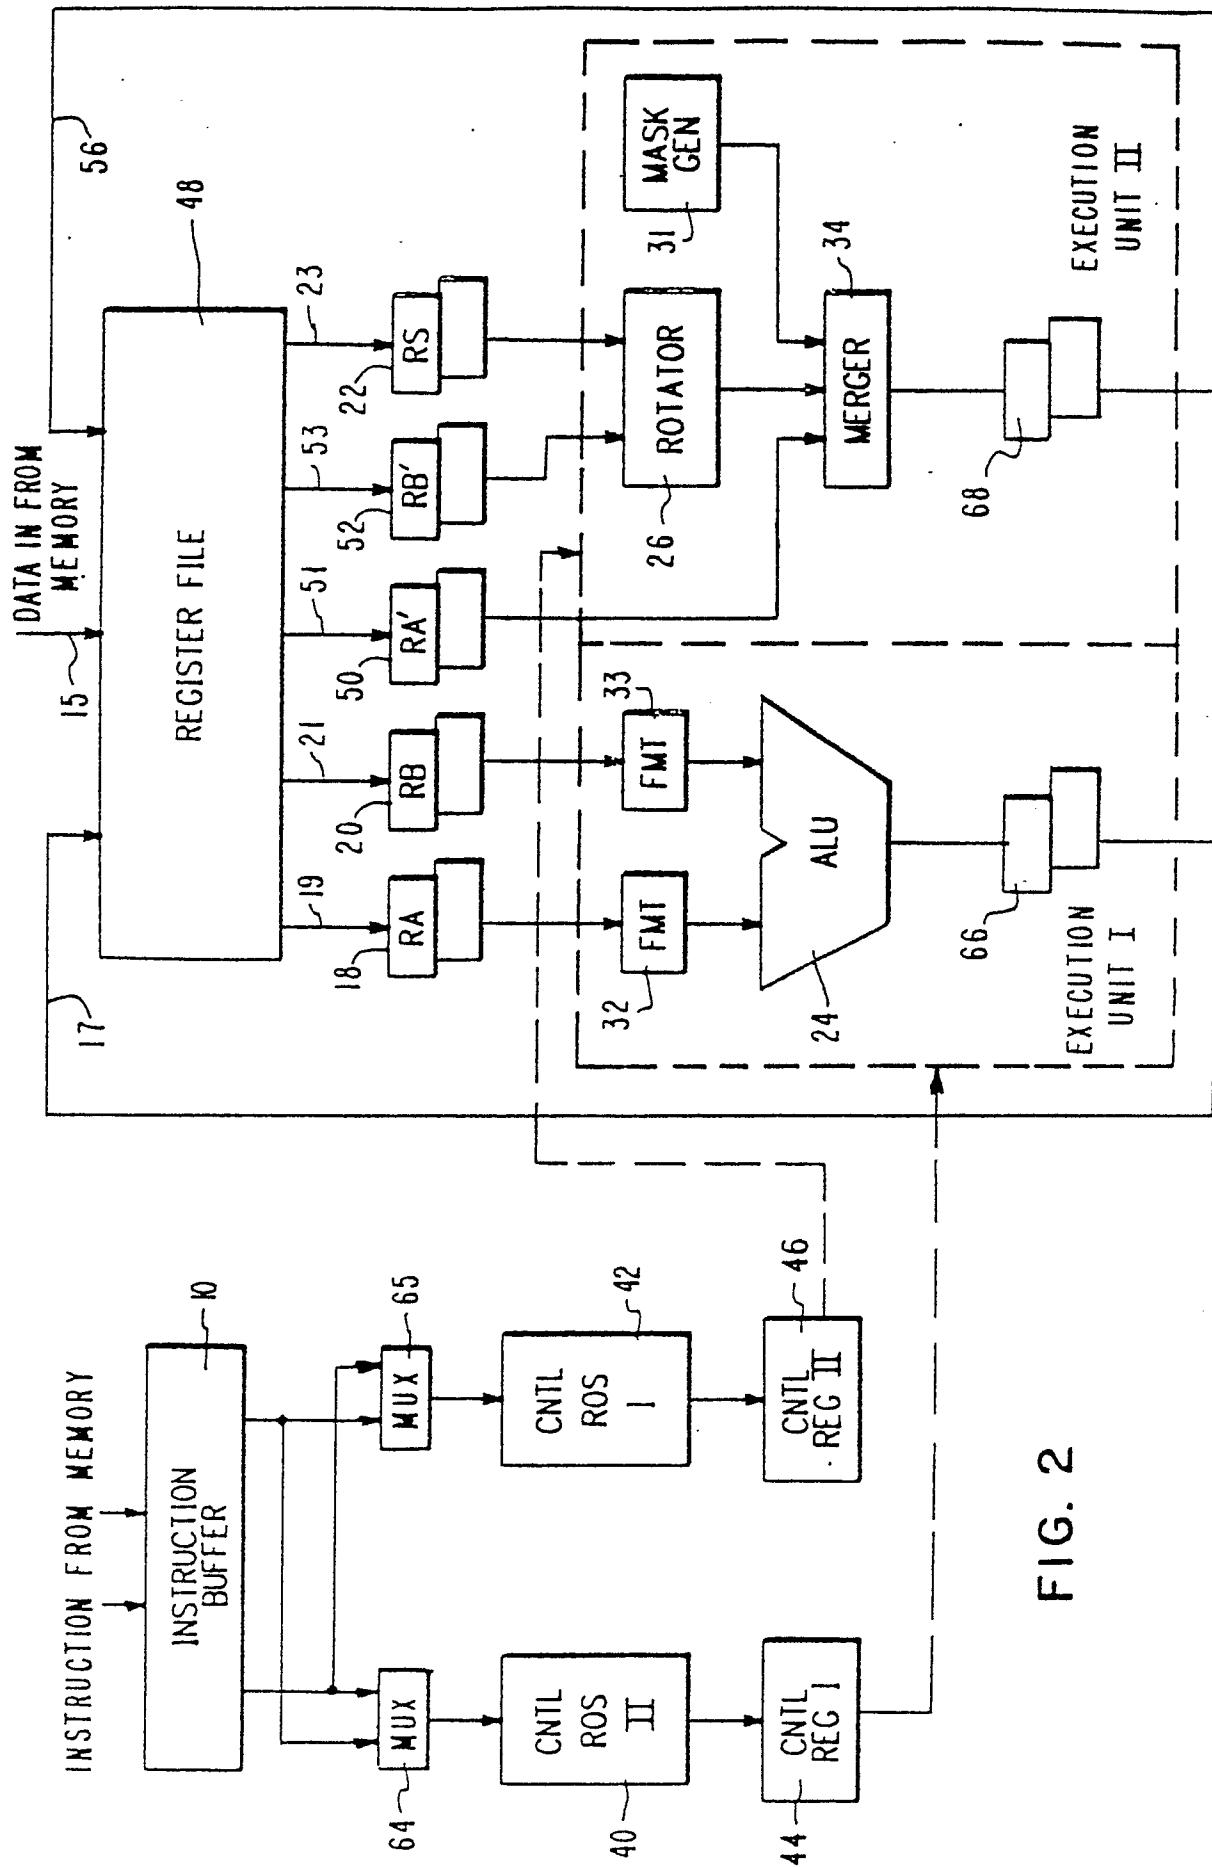 INSTRUCTION FROM MEMORY
INSTRUCTION
BUFFER
10
MUX
64
MUX
65
CNTL
ROS
II
40
CNTL
ROS
I
42
CNTL
REG I
44
CNTL
REG II
46
FIG. 2
17
DATA IN FROM
MEMORY
15
56
REGISTER FILE
48
19
21
51
53
23
18
RA
20
RB
50
RA'
52
RB'
22
RS
32
FMT
33
FMT
ALU
24
66
EXECUTION
UNIT I
26
ROTATOR
31
MASK
GEN
MERGER
34
68
EXECUTION
UNIT II